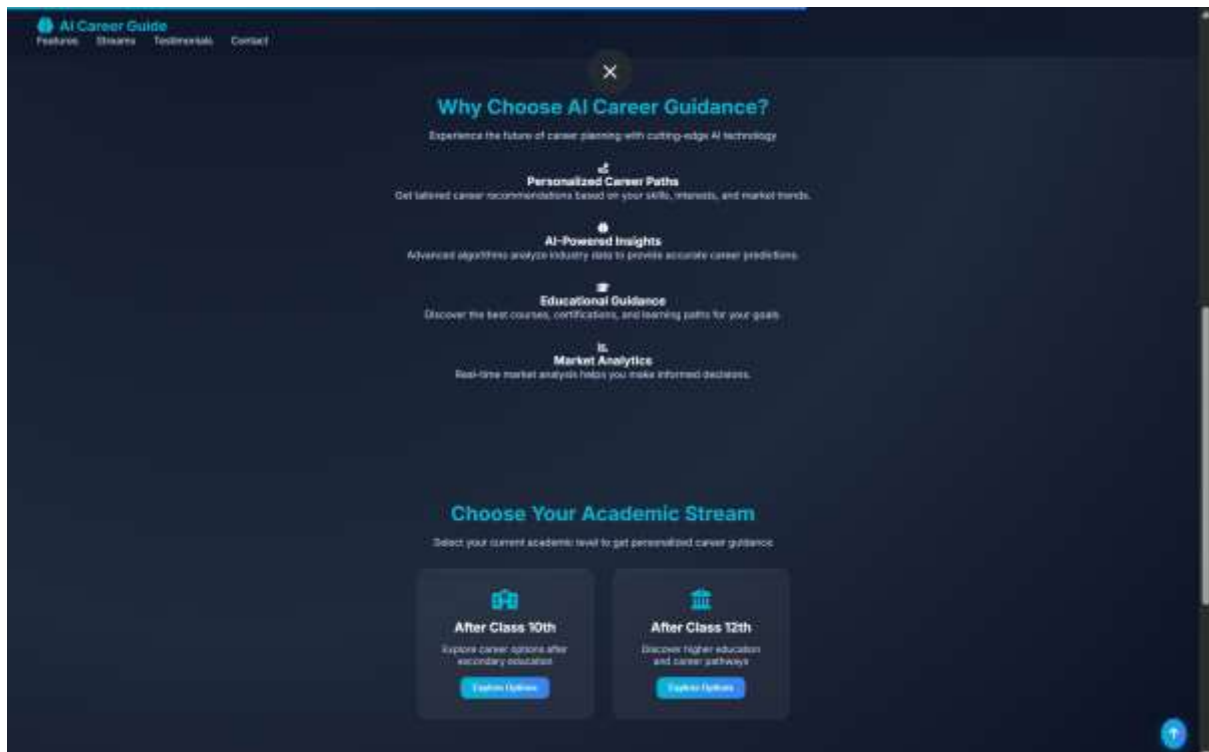 AI Career Guide
Features Streams Testimonials Contact
Why Choose AI Career Guidance?
Experience the future of career planning with cutting-edge AI technology
Personalized Career Paths
Get tailored career recommendations based on your skills, interests, and market trends.
AI-Powered Insights
Advanced algorithms analyze industry data to provide accurate career predictions.
Educational Guidance
Discover the best courses, certifications, and learning paths for your goals.
Market Analytics
Real-time market analysis helps you make informed decisions.
Choose Your Academic Stream
Select your current academic level to get personalized career guidance
After Class 10th
Explore career options after
secondary education
Explore Options
After Class 12th
Discover higher education
and career pathways
Explore Options